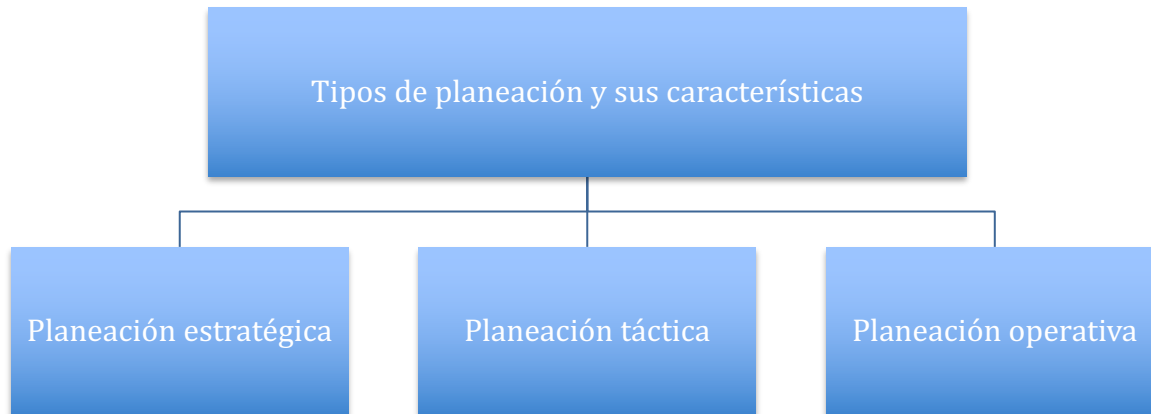 Tipos de planeación y sus características
Planeación estratégica
Planeación táctica
Planeación operativa